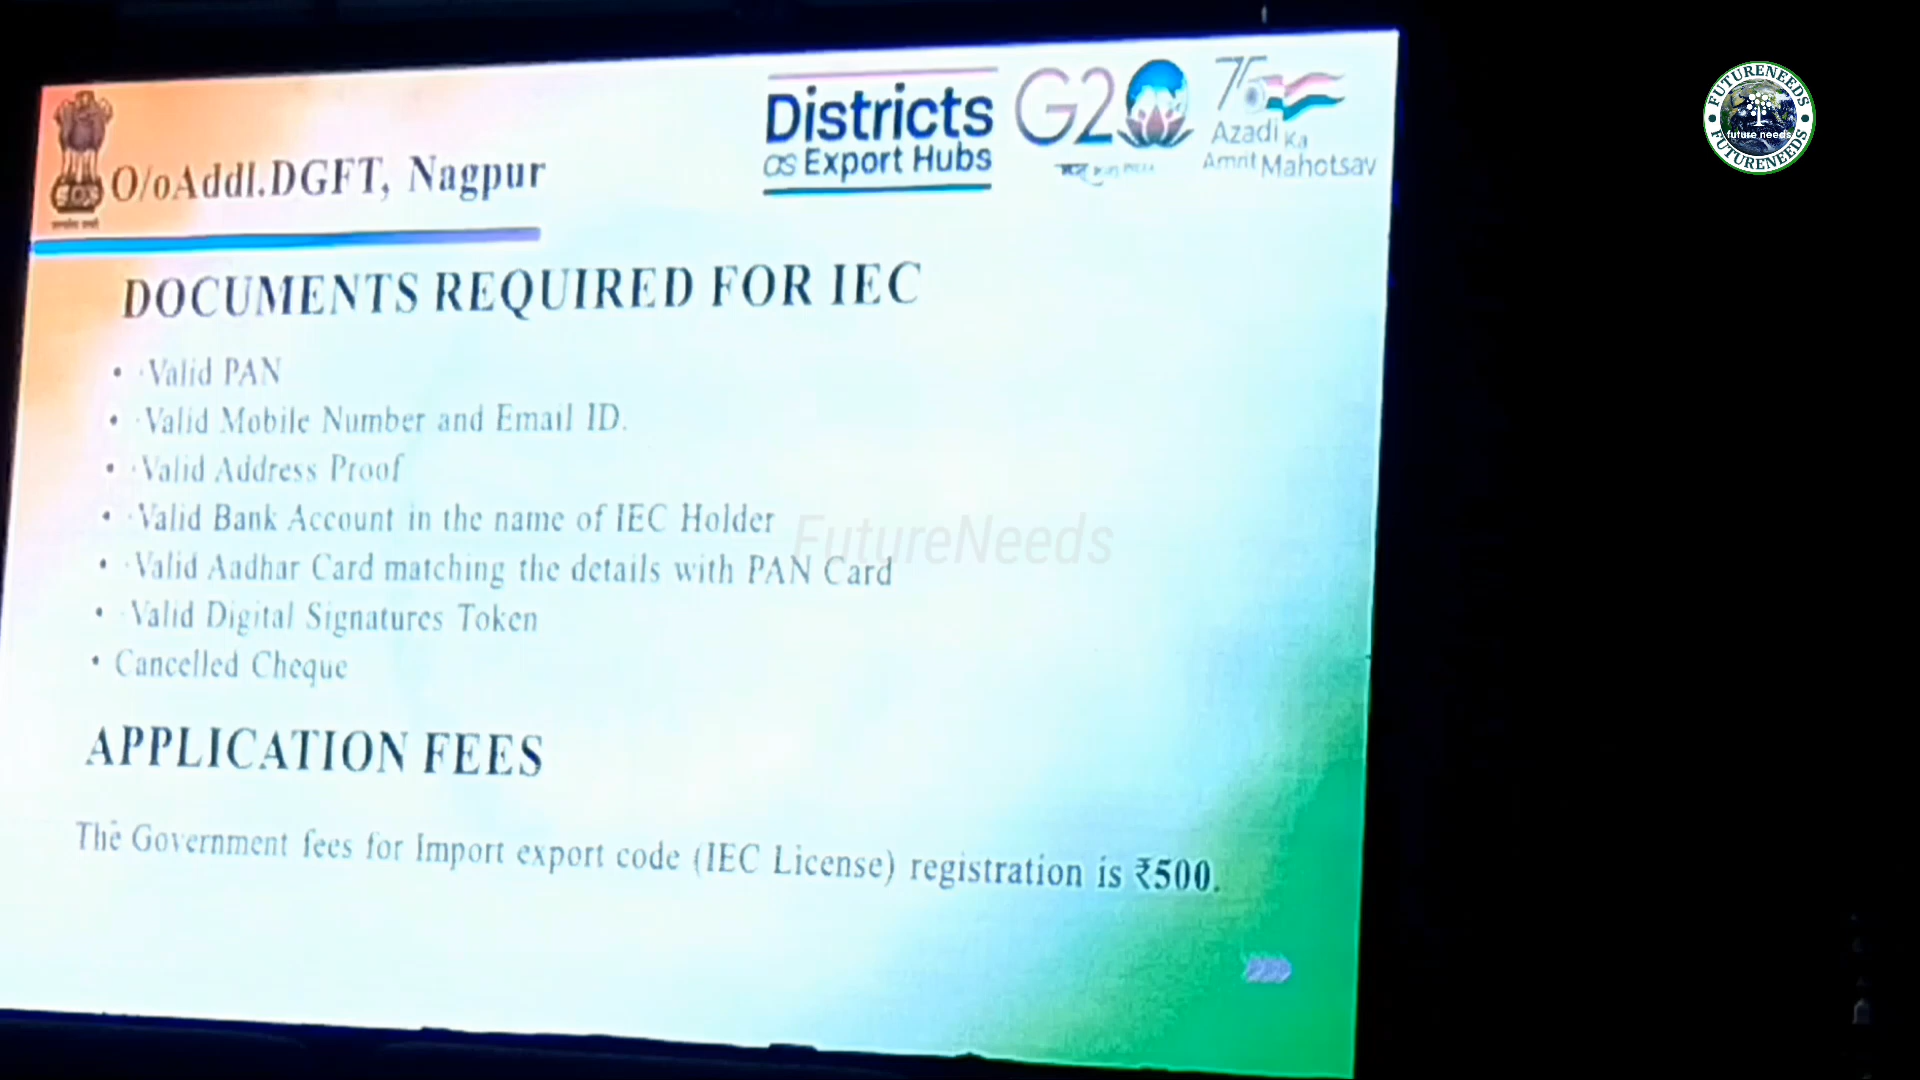 O/o Addl.DGFT, Nagpur
Districts
as Export Hubs
G20
75
Azadi Ka
Amrit Mahotsav
FUTURENEEDS
future needs
FUTURENEEDS
DOCUMENTS REQUIRED FOR IEC
• ·Valid PAN
• ·Valid Mobile Number and Email ID.
• ·Valid Address Proof
• ·Valid Bank Account in the name of IEC Holder
FutureNeeds
• ·Valid Aadhar Card matching the details with PAN Card
• ·Valid Digital Signatures Token
• Cancelled Cheque
APPLICATION FEES
The Government fees for Import export code (IEC License) registration is ₹500.